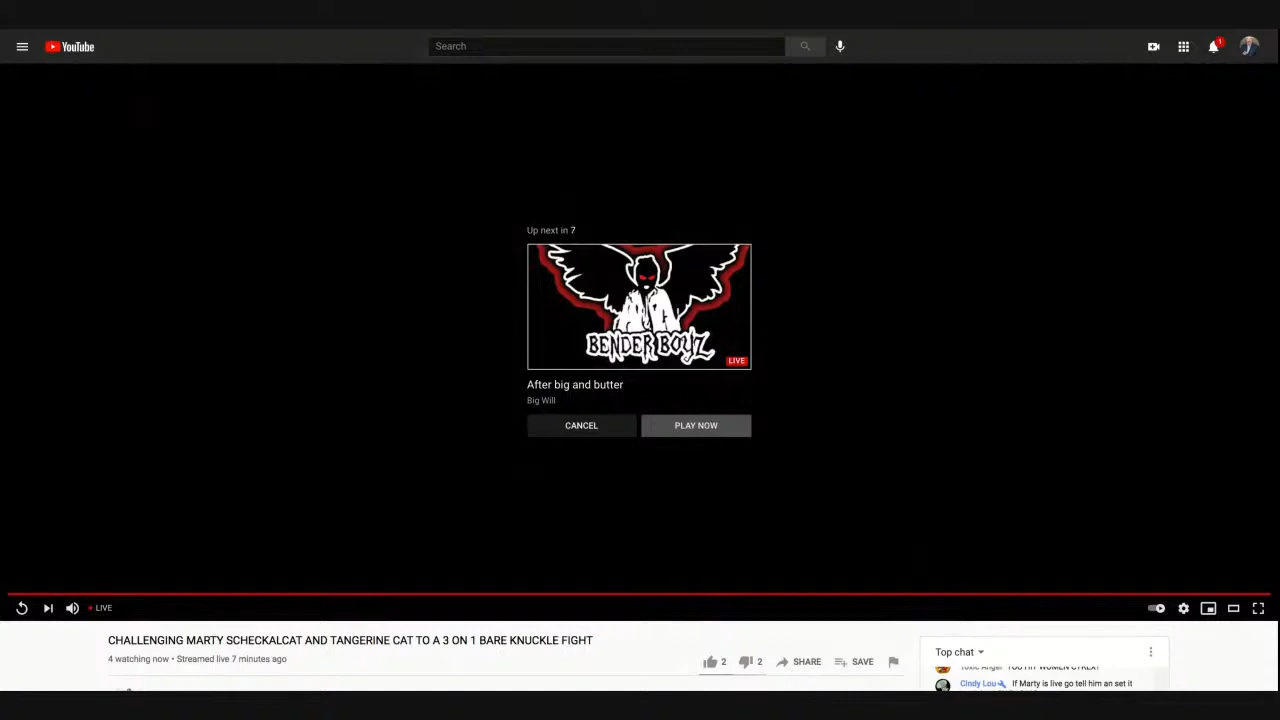 YouTube
Search
1
Up next in 7
BENDER BOYZ
LIVE
After big and butter
Big Will
CANCEL
PLAY NOW
LIVE
CHALLENGING MARTY SCHECKALCAT AND TANGERINE CAT TO A 3 ON 1 BARE KNUCKLE FIGHT
4 watching now • Streamed live 7 minutes ago
2
2
SHARE
SAVE
Top chat
Toxic Anger
Cindy Lou If Marty is live go tell him an set it